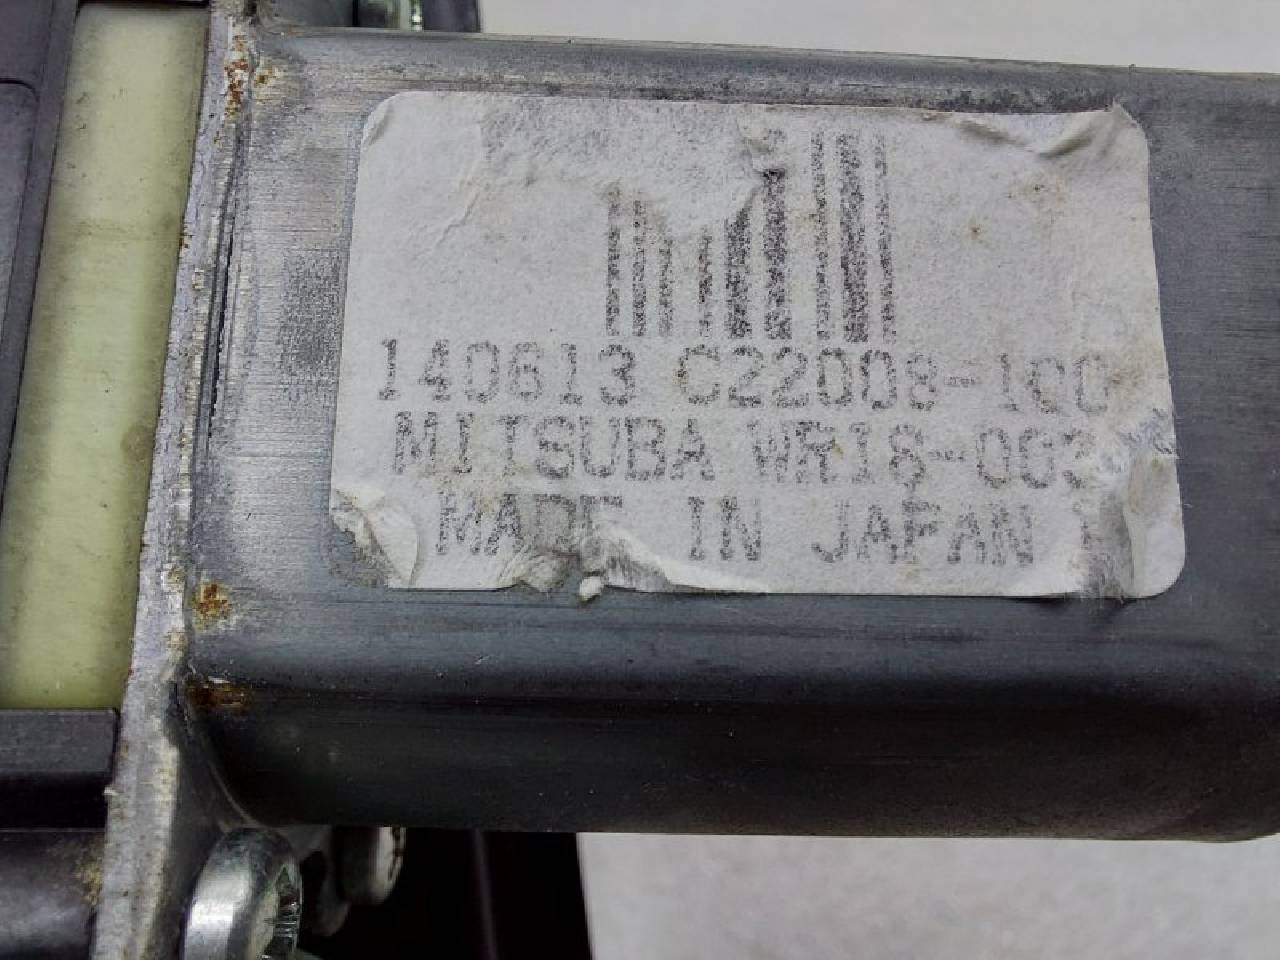 140613 C22008-100
MITSUBA WR18-003
MADE IN JAPAN